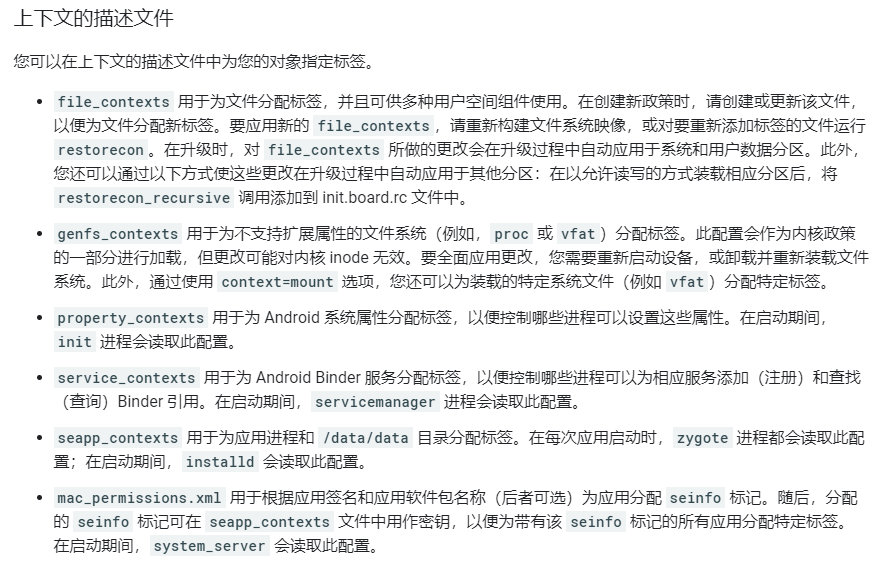 上下文的描述文件
您可以在上下文的描述文件中为您的对象指定标签。
• file_contexts 用于为文件分配标签，并且可供多种用户空间组件使用。在创建新政策时，请创建或更新该文件，
以便为文件分配新标签。要应用新的 file_contexts，请重新构建文件系统映像，或对要重新添加标签的文件运行
restorecon。在升级时，对 file_contexts 所做的更改会在升级过程中自动应用于系统和用户数据分区。此外，
您还可以通过以下方式使这些更改在升级过程中自动应用于其他分区：在以允许读写的方式装载相应分区后，将
restorecon_recursive 调用添加到 init.board.rc 文件中。
• genfs_contexts 用于为不支持扩展属性的文件系统（例如，proc 或 vfat）分配标签。此配置会作为内核政策
的一部分进行加载，但更改可能对内核 inode 无效。要全面应用更改，您需要重新启动设备，或卸载并重新装载文件
系统。此外，通过使用 context=mount 选项，您还可以为装载的特定系统文件（例如 vfat）分配特定标签。
• property_contexts 用于为 Android 系统属性分配标签，以便控制哪些进程可以设置这些属性。在启动期间，
init 进程会读取此配置。
• service_contexts 用于为 Android Binder 服务分配标签，以便控制哪些进程可以为相应服务添加（注册）和查找
（查询）Binder 引用。在启动期间，servicemanager 进程会读取此配置。
• seapp_contexts 用于为应用进程和 /data/data 目录分配标签。在每次应用启动时，zygote 进程都会读取此配
置；在启动期间，installd 会读取此配置。
• mac_permissions.xml 用于根据应用签名和应用软件包名称（后者可选）为应用分配 seinfo 标记。随后，分配
的 seinfo 标记可在 seapp_contexts 文件中用作密钥，以便为带有该 seinfo 标记的所有应用分配特定标签。
在启动期间，system_server 会读取此配置。